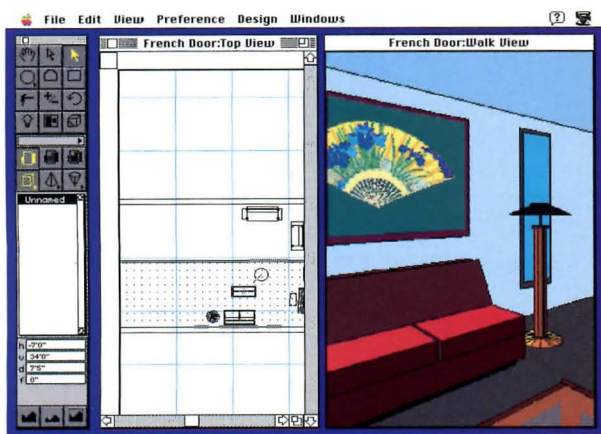 File Edit View Preference Design Windows
French Door:Top View
French Door:Walk View
Unnamed
h -7'0"
v 34'0"
d 7'5"
f 0"